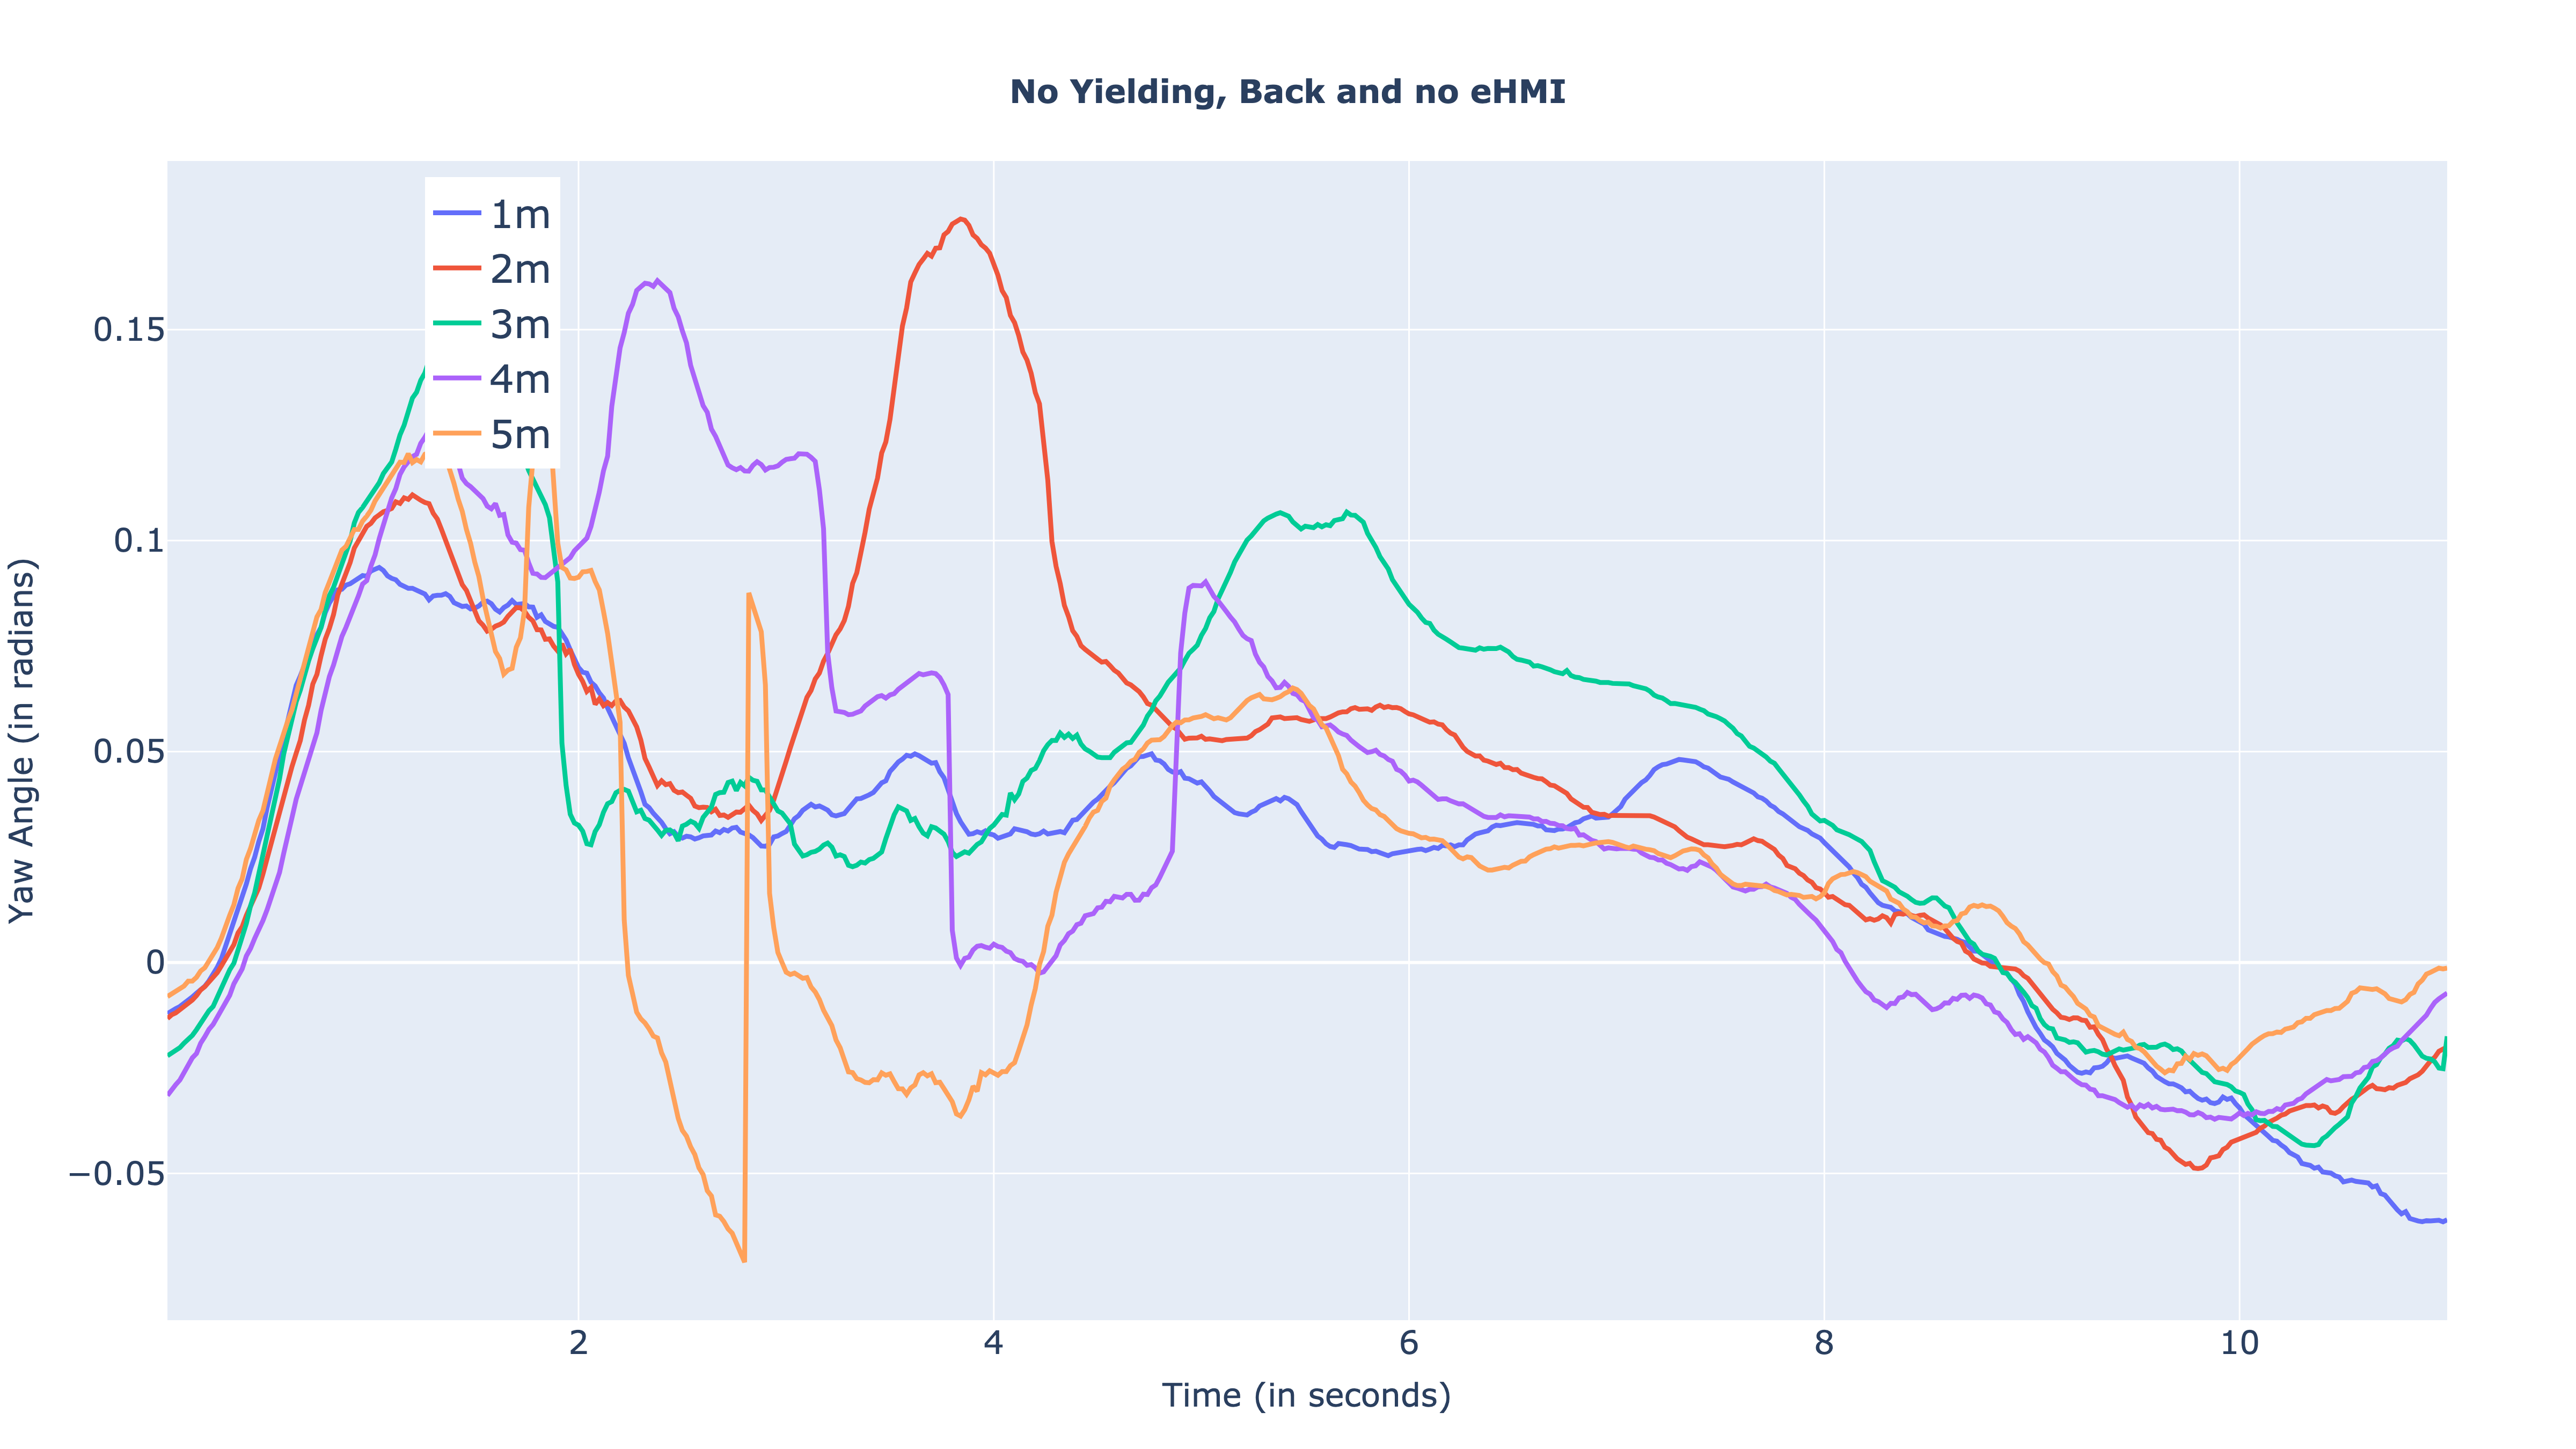 No Yielding, Back and no eHMI
1m
2m
3m
4m
5m
Yaw Angle (in radians)
0.15
0.1
0.05
0
−0.05
2 4 6 8 10
Time (in seconds)